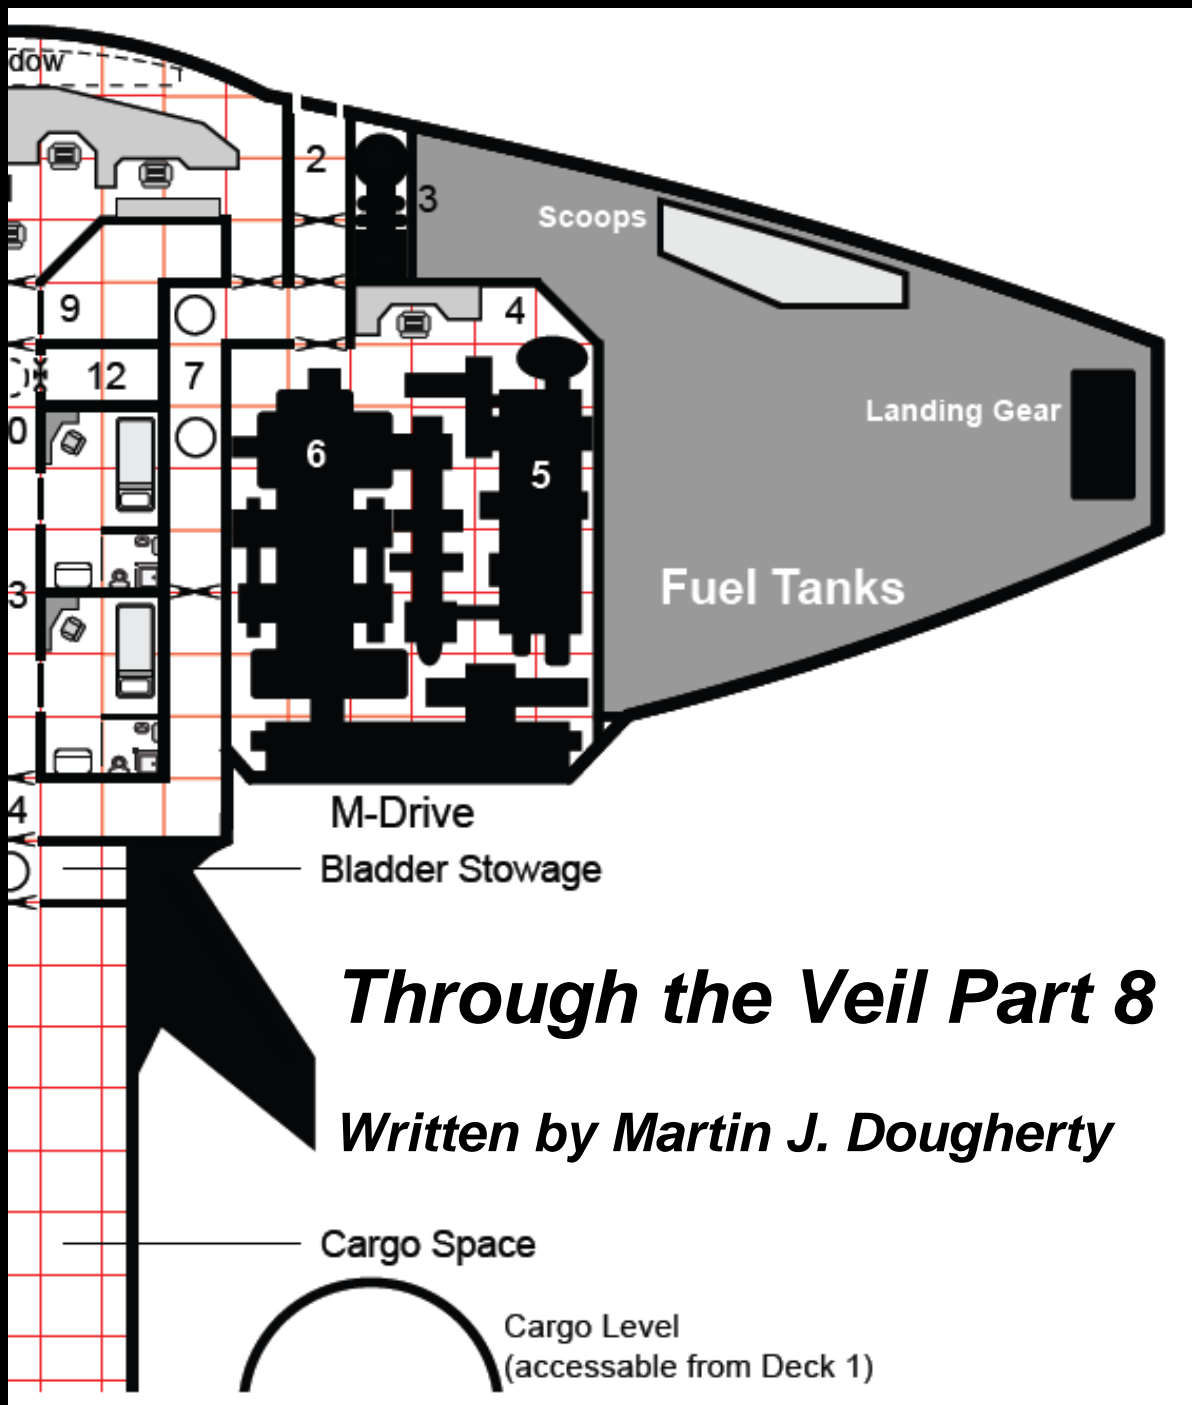 dow
2
3
Scoops
9
4
12
7
Landing Gear
0
6
5
Fuel Tanks
3
4
M-Drive
Bladder Stowage
Through the Veil Part 8
Written by Martin J. Dougherty
Cargo Space
Cargo Level
(accessable from Deck 1)